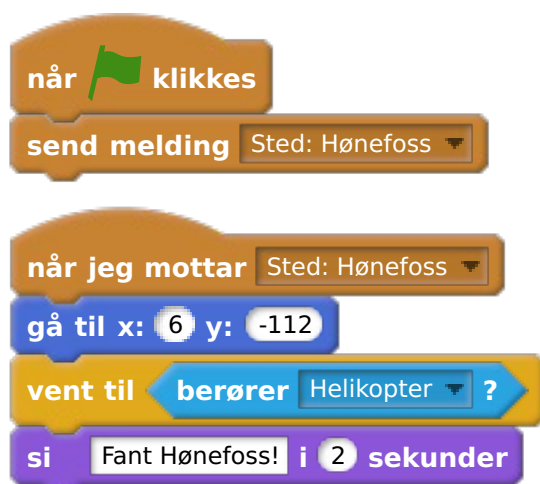 når klikkes
send melding Sted: Hønefoss
når jeg mottar Sted: Hønefoss
gå til x: 6 y: -112
vent til berører Helikopter ?
si Fant Hønefoss! i 2 sekunder